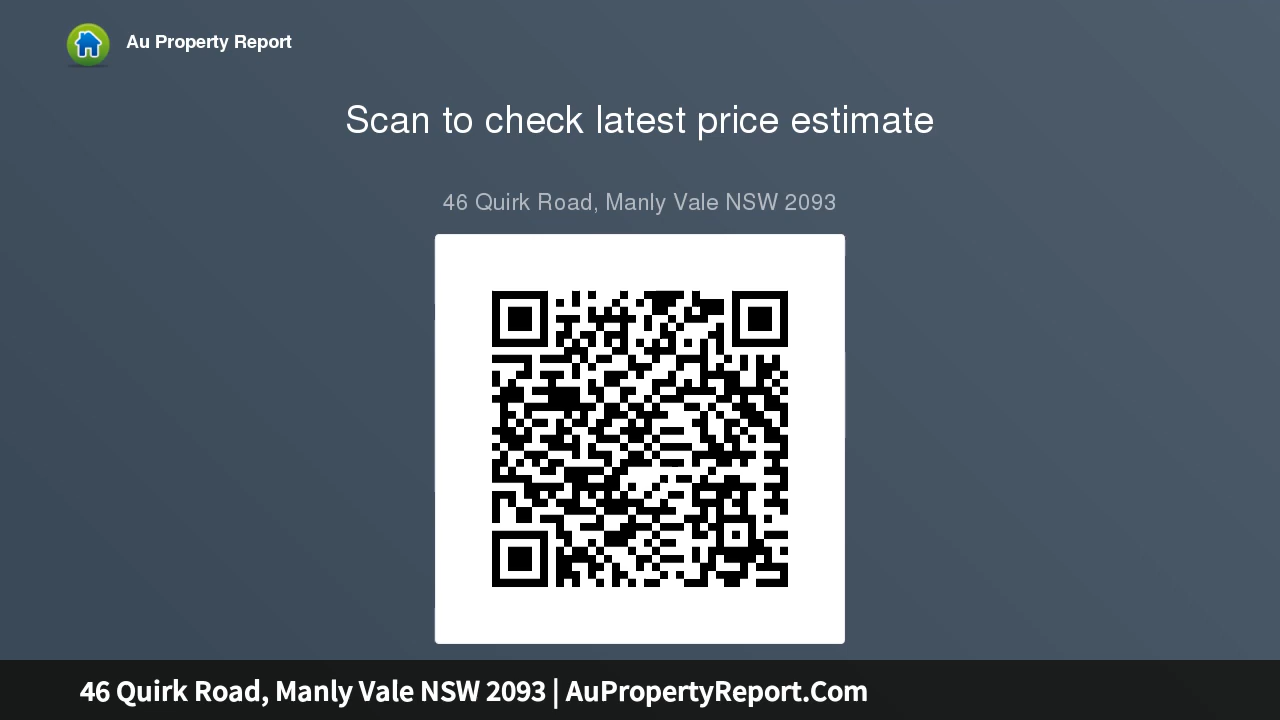 Au Property Report
Scan to check latest price estimate
46 Quirk Road, Manly Vale NSW 2093
46 Quirk Road, Manly Vale NSW 2093 | AuPropertyReport.Com